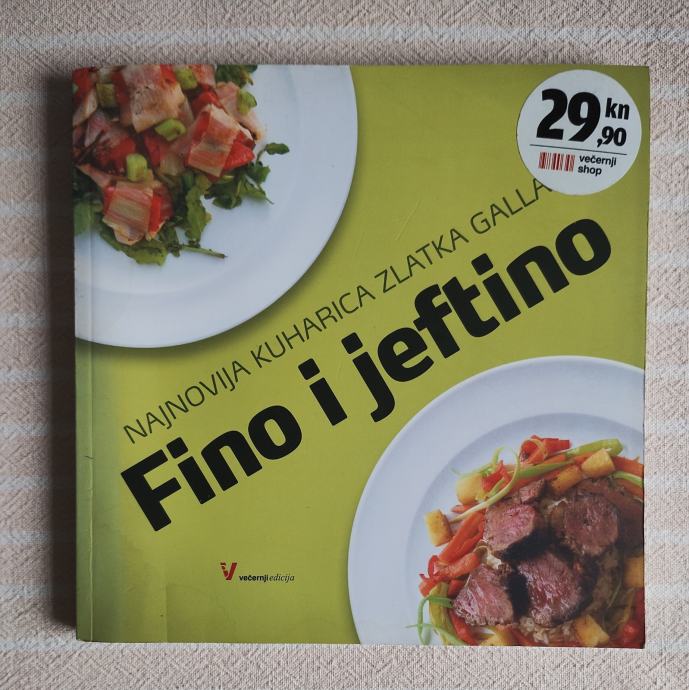 29,90 kn
večernji
shop
NAJNOVIJA KUHARICA ZLATKA GALLA
Fino i jeftino
večernji edicija